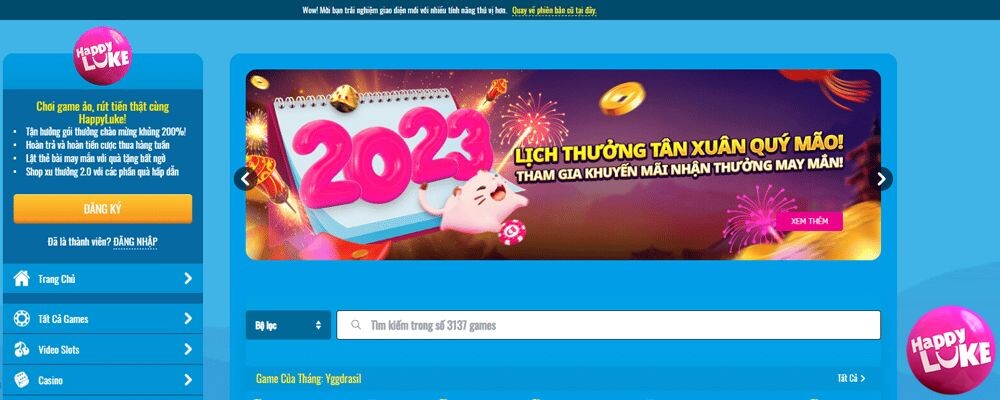 Wow! Mời bạn trải nghiệm giao diện mới với nhiều tính năng thú vị hơn. Quay về phiên bản cũ tại đây.
Happy
LUKE
Chơi game ảo, rút tiền thật cùng
HappyLuke!
Tận hưởng gói thưởng chào mừng khủng 200%!
Hoàn trả và hoàn tiền cược thua hàng tuần
Lật thẻ bài may mắn với quà tặng bất ngờ
Shop xu thưởng 2.0 với các phần quà hấp dẫn
ĐĂNG KÝ
Đã là thành viên? ĐĂNG NHẬP
Trang Chủ
Tất Cả Games
Video Slots
Casino
2023
LỊCH THƯỞNG TÂN XUÂN QUÝ MÃO!
THAM GIA KHUYẾN MÃI NHẬN THƯỞNG MAY MẮN!
XEM THÊM
Bộ lọc
Tìm kiếm trong số 3137 games
Game Của Tháng: Yggdrasil
Tất Cả
Happy
LUKE